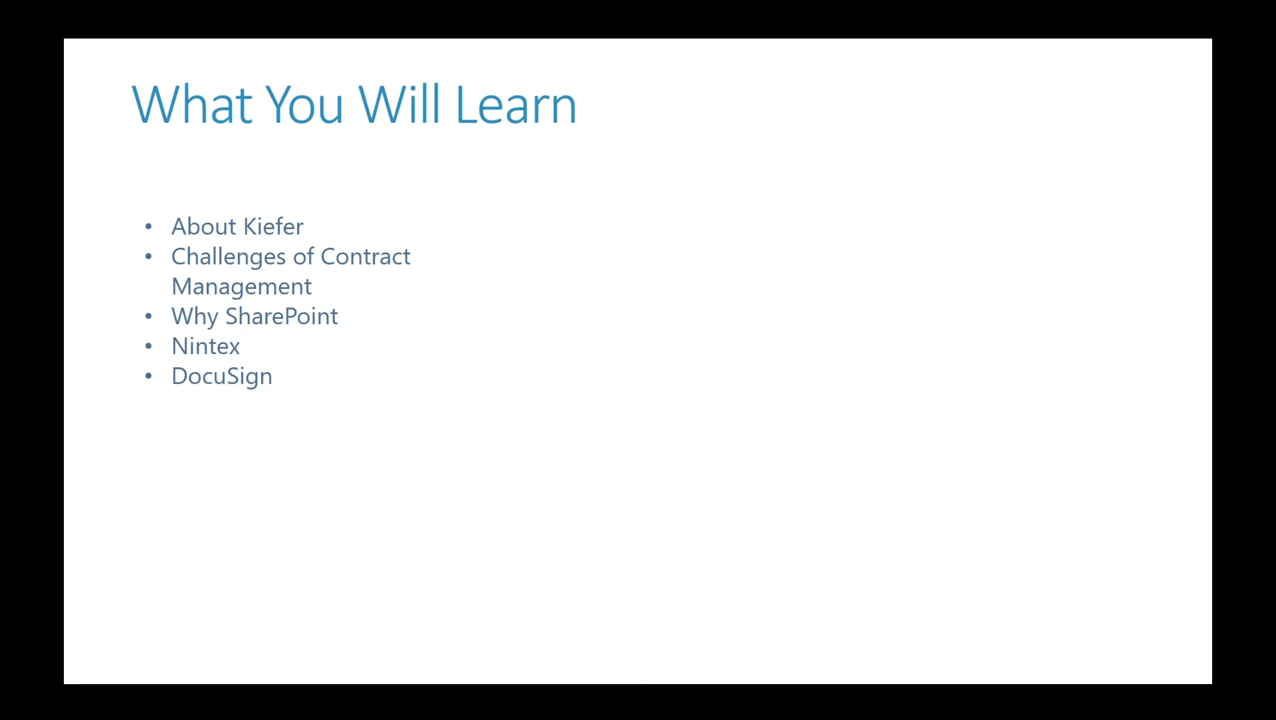 What You Will Learn
• About Kiefer
• Challenges of Contract
Management
• Why SharePoint
• Nintex
• DocuSign